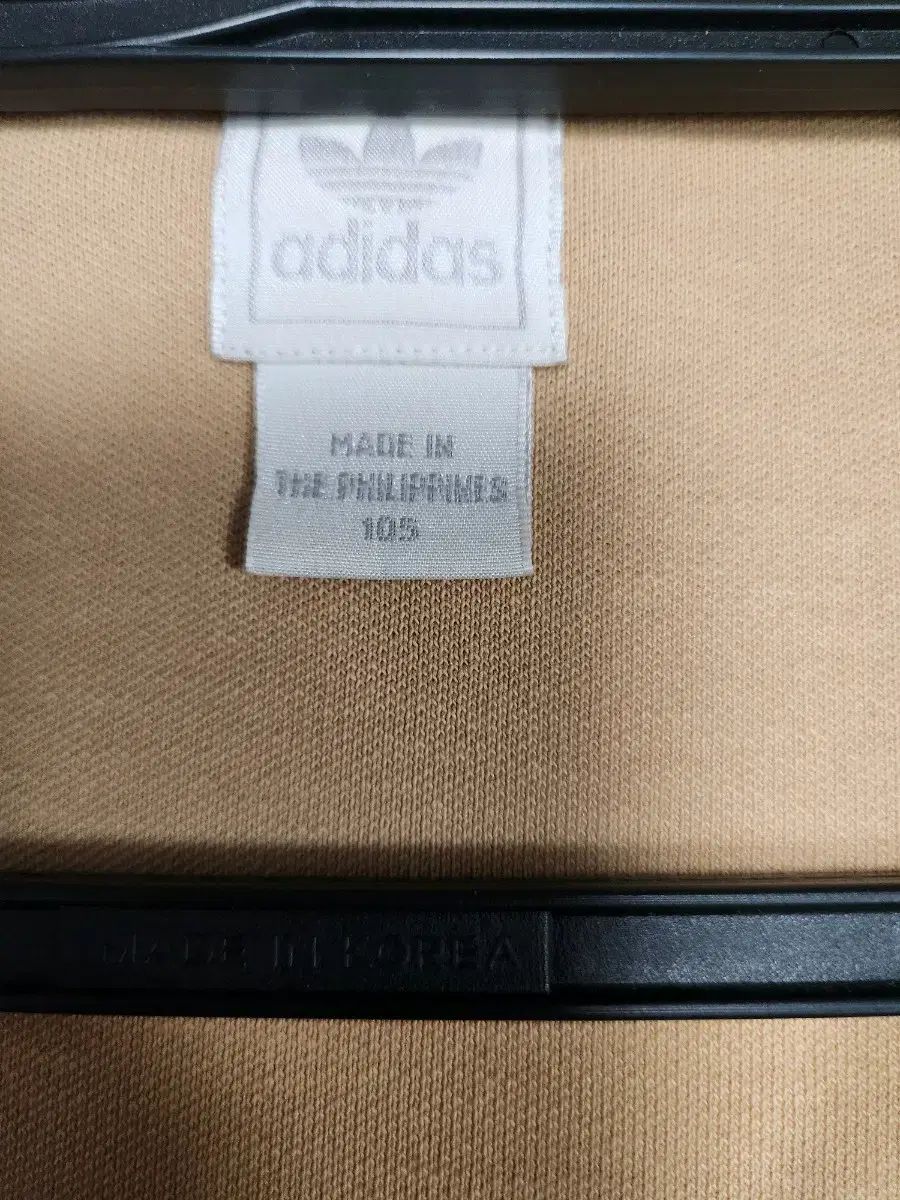 adidas
MADE IN
THE PHILIPPINES
105
MADE IN KOREA